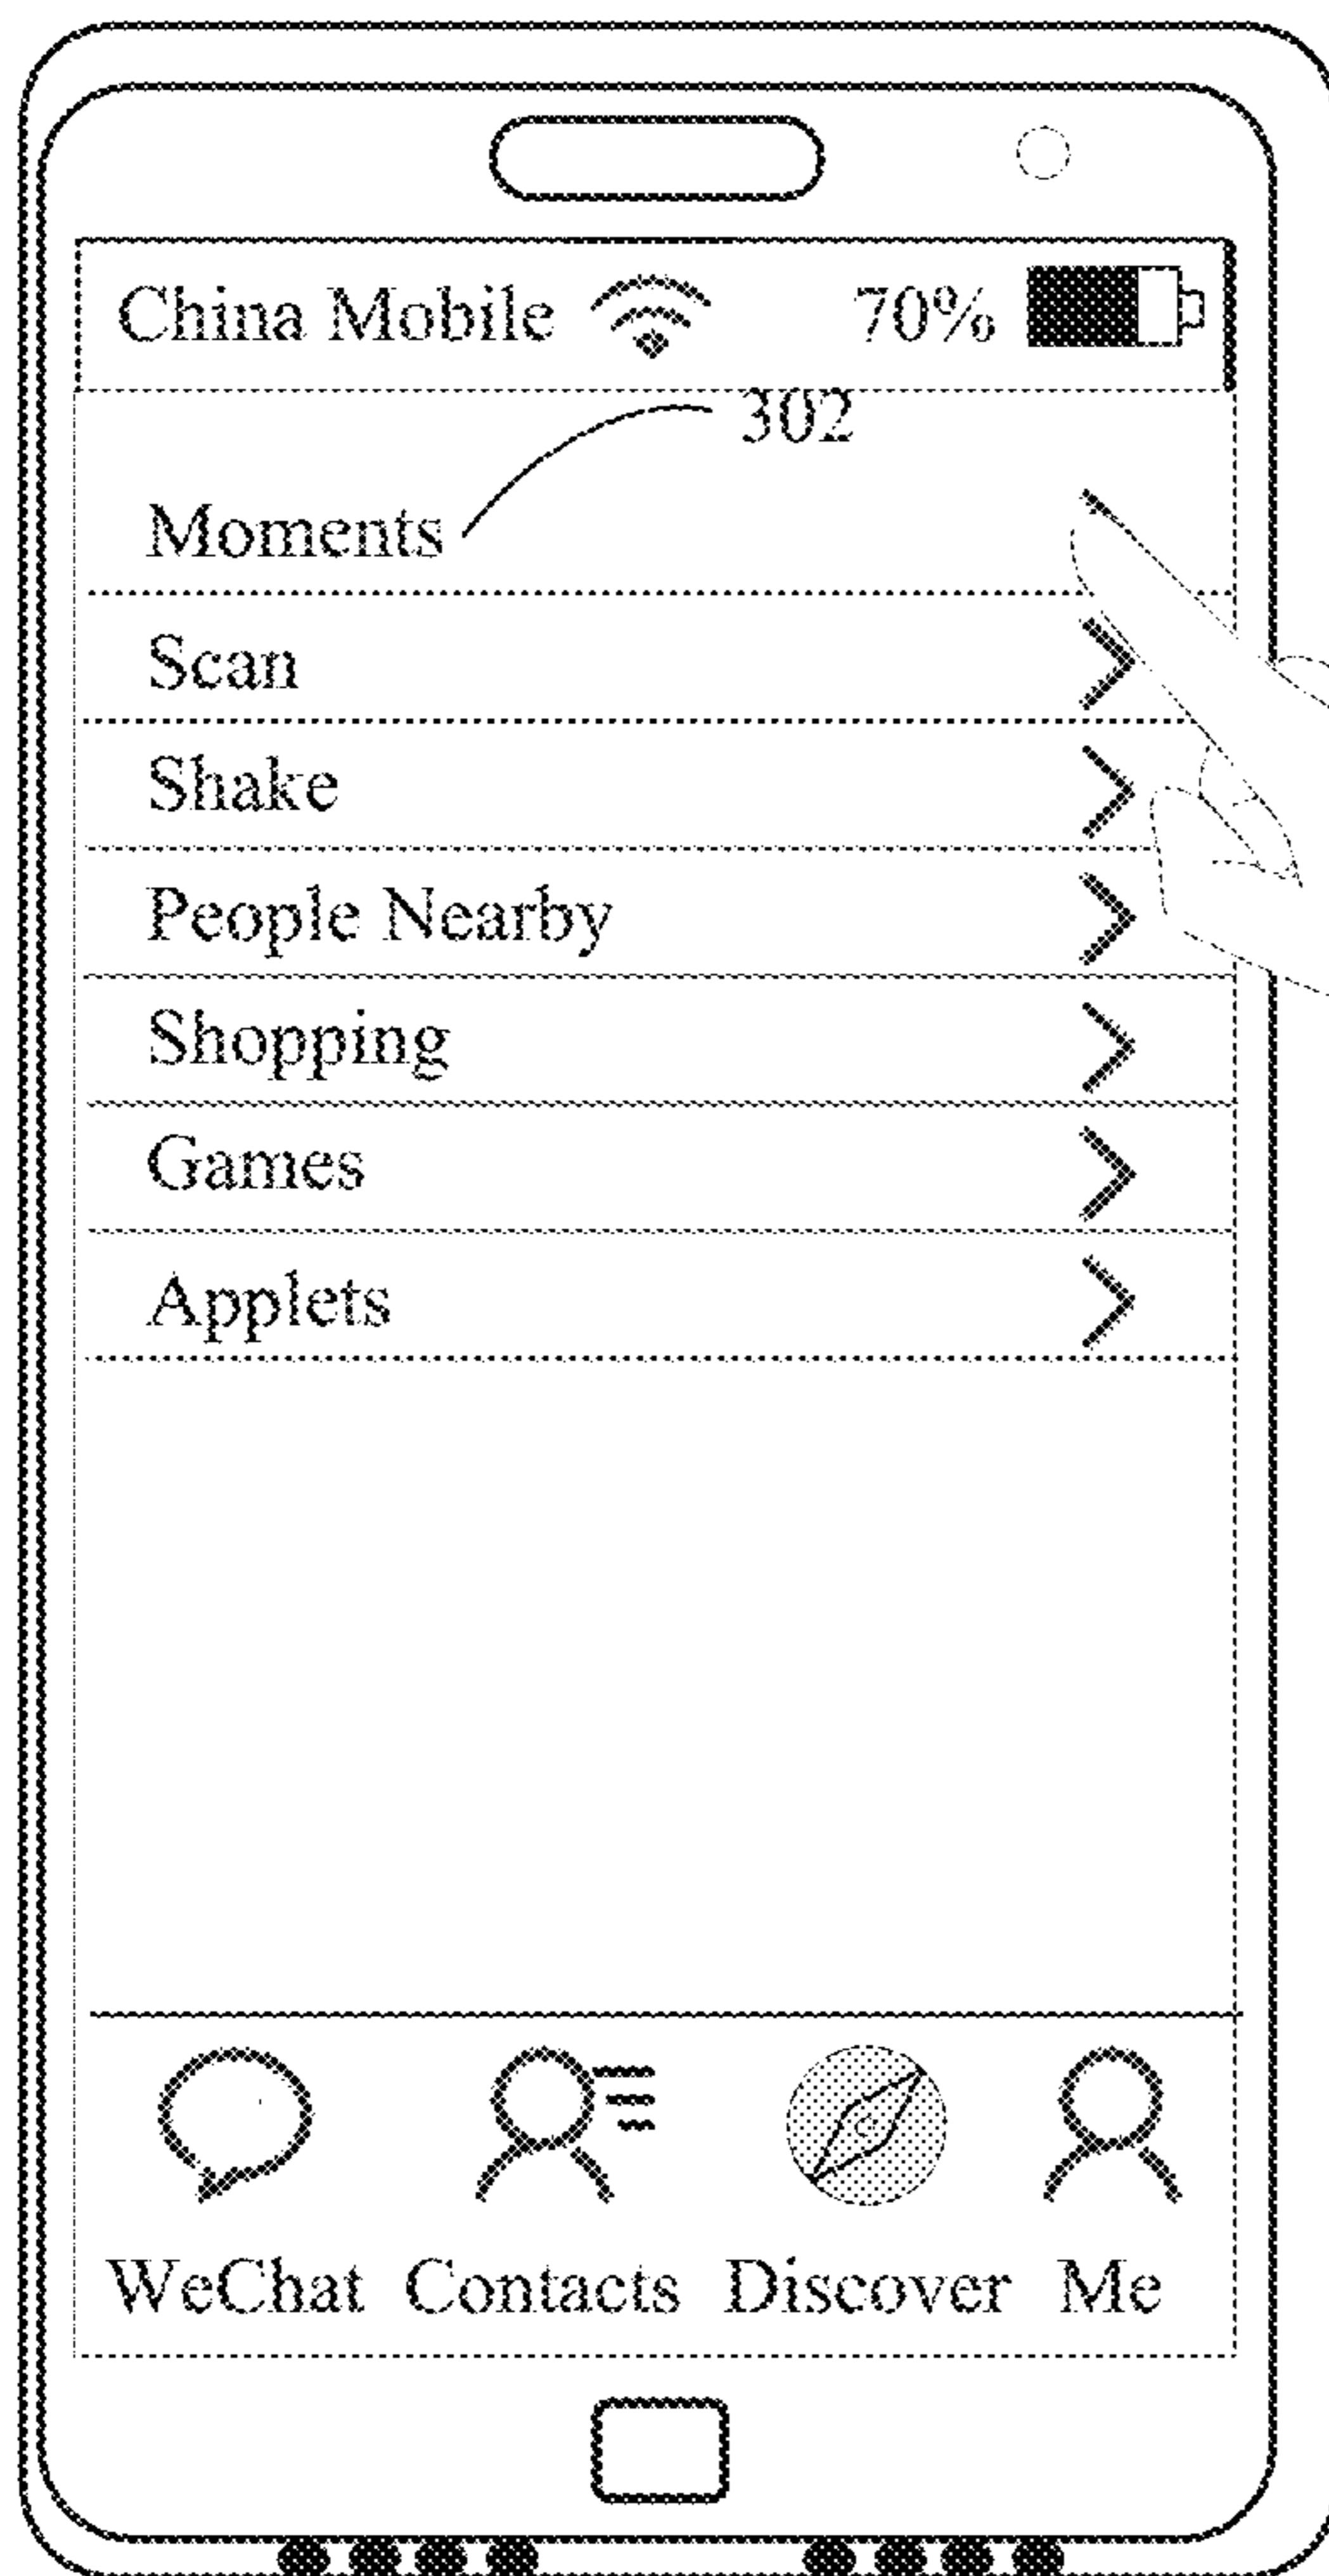 China Mobile 70%
302
Moments
Scan
Shake
People Nearby
Shopping
Games
Applets
WeChat Contacts Discover Me